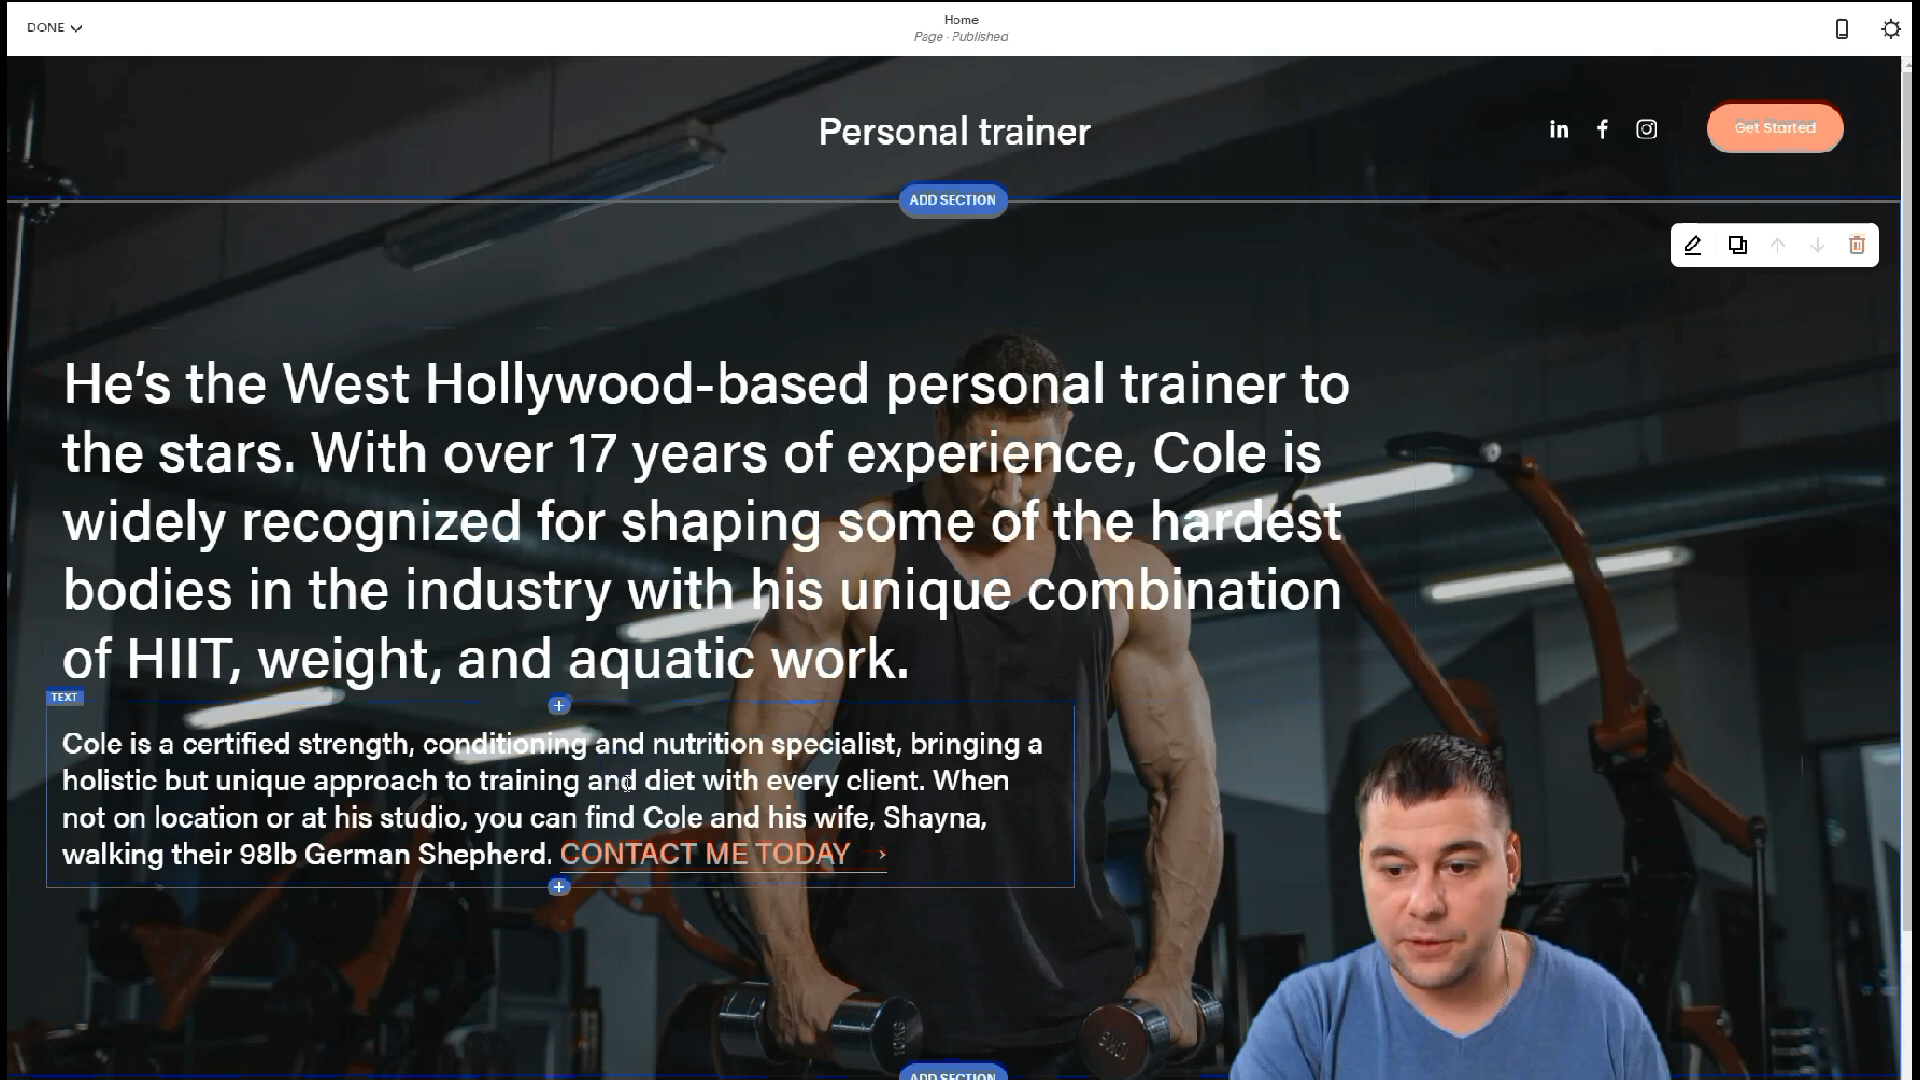 DONE
Home
Page · Published
Personal trainer
in
f
Get Started
ADD SECTION
He’s the West Hollywood-based personal trainer to
the stars. With over 17 years of experience, Cole is
widely recognized for shaping some of the hardest
bodies in the industry with his unique combination
of HIIT, weight, and aquatic work.
TEXT
Cole is a certified strength, conditioning and nutrition specialist, bringing a
holistic but unique approach to training and diet with every client. When
not on location or at his studio, you can find Cole and his wife, Shayna,
walking their 98lb German Shepherd. CONTACT ME TODAY →
10KG
10KG
ADD SECTION